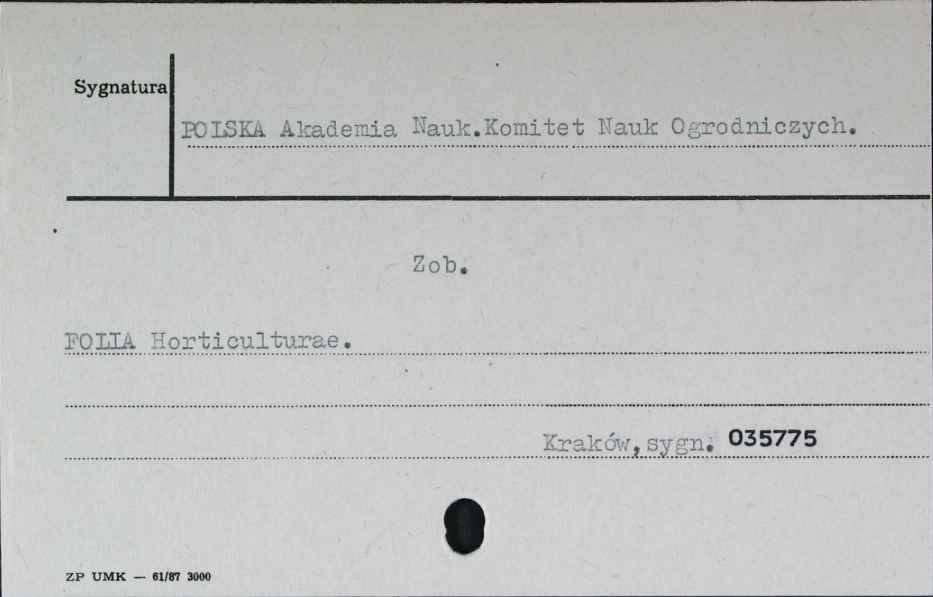 Sygnatura
POLSKA Akademia Nauk.Komitet Nauk Ogrodniczych.
Zob.
FOLIA Horticulturae.
Kraków,sygn. 035775
ZP UMK — 61/87 3000